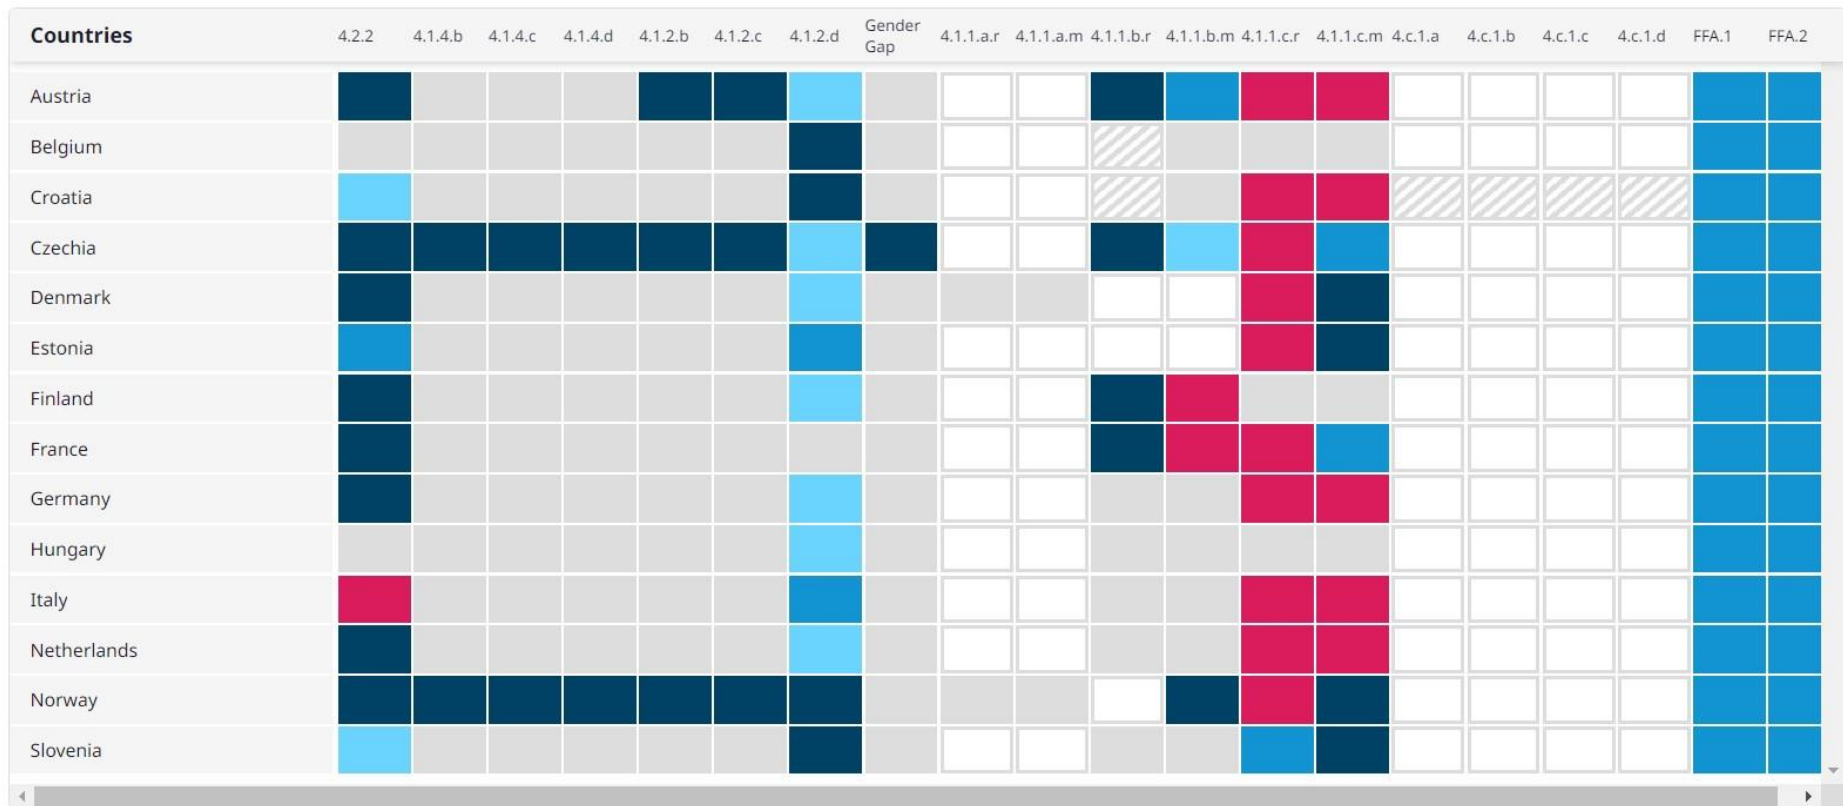 Countries 4.2.2 4.1.4.b 4.1.4.c 4.1.4.d 4.1.2.b 4.1.2.c 4.1.2.d Gender Gap 4.1.1.a.r 4.1.1.a.m 4.1.1.b.r 4.1.1.b.m 4.1.1.c.r 4.1.1.c.m 4.c.1.a 4.c.1.b 4.c.1.c 4.c.1.d FFA.1 FFA.2
Austria
Belgium
Croatia
Czechia
Denmark
Estonia
Finland
France
Germany
Hungary
Italy
Netherlands
Norway
Slovenia